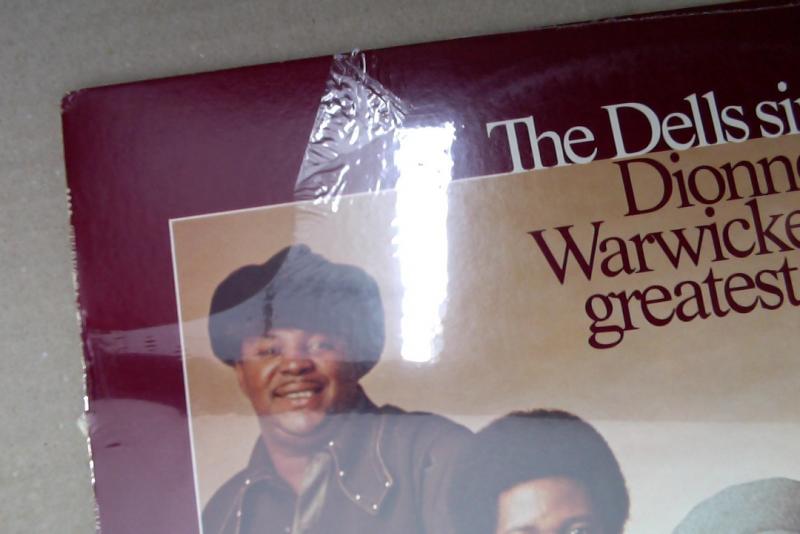 The Dells si
Dionn
Warwicke
greatest